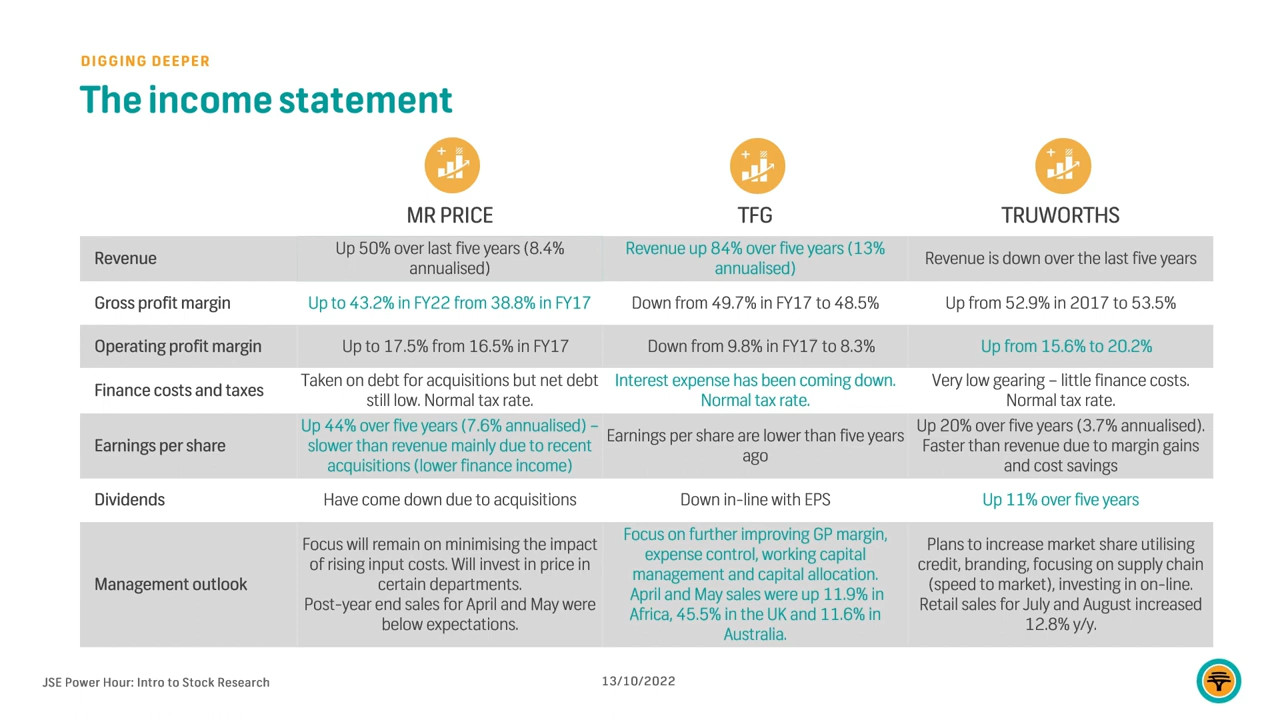 DIGGING DEEPER
The income statement
MR PRICE
TFG
TRUWORTHS
Revenue
Up 50% over last five years (8.4%
annualised)
Revenue up 84% over five years (13%
annualised)
Revenue is down over the last five years
Gross profit margin
Up to 43.2% in FY22 from 38.8% in FY17
Down from 49.7% in FY17 to 48.5%
Up from 52.9% in 2017 to 53.5%
Operating profit margin
Up to 17.5% from 16.5% in FY17
Down from 9.8% in FY17 to 8.3%
Up from 15.6% to 20.2%
Finance costs and taxes
Taken on debt for acquisitions but net debt
still low. Normal tax rate.
Interest expense has been coming down.
Normal tax rate.
Very low gearing – little finance costs.
Normal tax rate.
Earnings per share
Up 44% over five years (7.6% annualised) –
slower than revenue mainly due to recent
acquisitions (lower finance income)
Earnings per share are lower than five years
ago
Up 20% over five years (3.7% annualised).
Faster than revenue due to margin gains
and cost savings
Dividends
Have come down due to acquisitions
Down in-line with EPS
Up 11% over five years
Management outlook
Focus will remain on minimising the impact
of rising input costs. Will invest in price in
certain departments.
Post-year end sales for April and May were
below expectations.
Focus on further improving GP margin,
expense control, working capital
management and capital allocation.
April and May sales were up 11.9% in
Africa, 45.5% in the UK and 11.6% in
Australia.
Plans to increase market share utilising
credit, branding, focusing on supply chain
(speed to market), investing in on-line.
Retail sales for July and August increased
12.8% y/y.
JSE Power Hour: Intro to Stock Research
13/10/2022